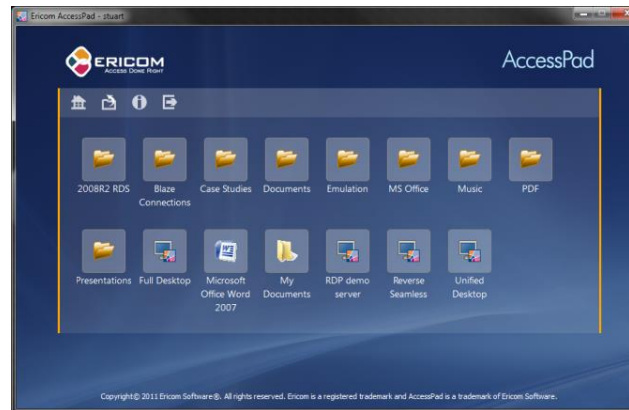 Ericom AccessPad - stuart
ERICOM
ACCESS DONE RIGHT
AccessPad
2008R2 RDS
Blaze
Connections
Case Studies
Documents
Emulation
MS Office
Music
PDF
Presentations
Full Desktop
Microsoft
Office Word
2007
My
Documents
RDP demo
server
Reverse
Seamless
Unified
Desktop
Copyright© 2011 Ericom Software®. All rights reserved. Ericom is a registered trademark and AccessPad is a trademark of Ericom Software.